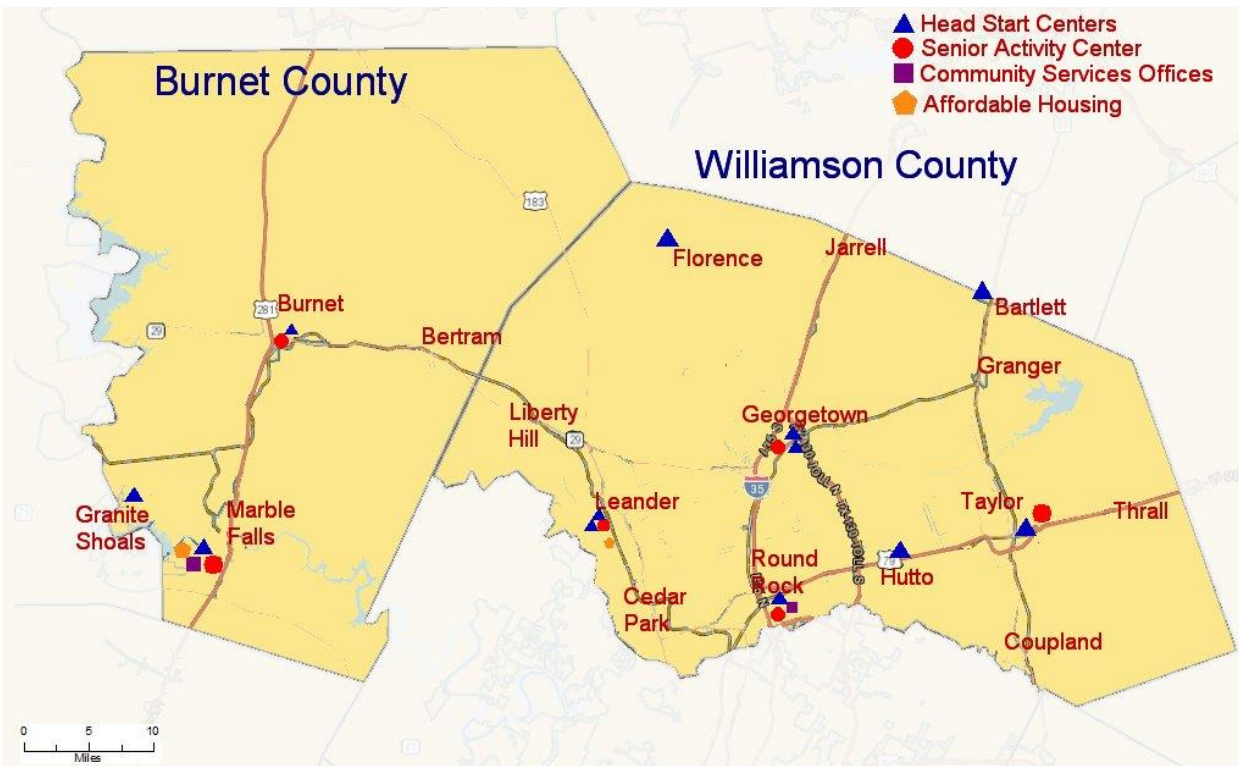 Head Start Centers
Senior Activity Center
Community Services Offices
Affordable Housing
Burnet County
Williamson County
183
Florence
Jarrell
Bartlett
Burnet
281
29
Bertram
Granger
Liberty
Hill
29
Georgetown
35
Leander
Taylor
Thrall
Granite
Shoals
Marble
Falls
Round
Rock
79
Hutto
Cedar
Park
Coupland
0 5 10
Miles